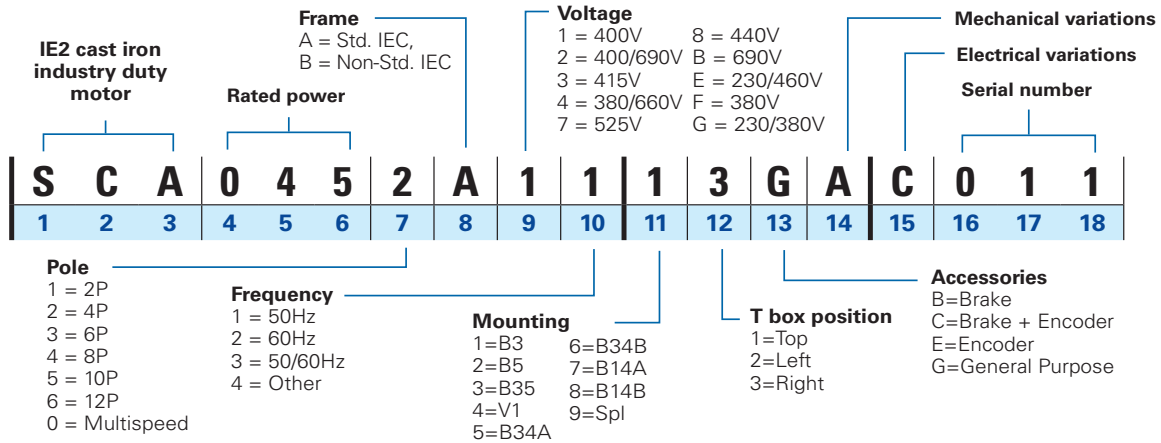 Frame
A = Std. IEC,
B = Non-Std. IEC
Voltage
1 = 400V 8 = 440V
2 = 400/690V B = 690V
3 = 415V E = 230/460V
4 = 380/660V F = 380V
7 = 525V G = 230/380V
Mechanical variations
Electrical variations
Serial number
IE2 cast iron
industry duty
motor
Rated power
S C A 0 4 5 2 A 1 1 1 3 G A C 0 1 1
1 2 3 4 5 6 7 8 9 10 11 12 13 14 15 16 17 18
Pole
1 = 2P
2 = 4P
3 = 6P
4 = 8P
5 = 10P
6 = 12P
0 = Multispeed
Frequency
1 = 50Hz
2 = 60Hz
3 = 50/60Hz
4 = Other
Mounting
1=B3 6=B34B
2=B5 7=B14A
3=B35 8=B14B
4=V1 9=Spl
5=B34A
T box position
1=Top
2=Left
3=Right
Accessories
B=Brake
C=Brake + Encoder
E=Encoder
G=General Purpose